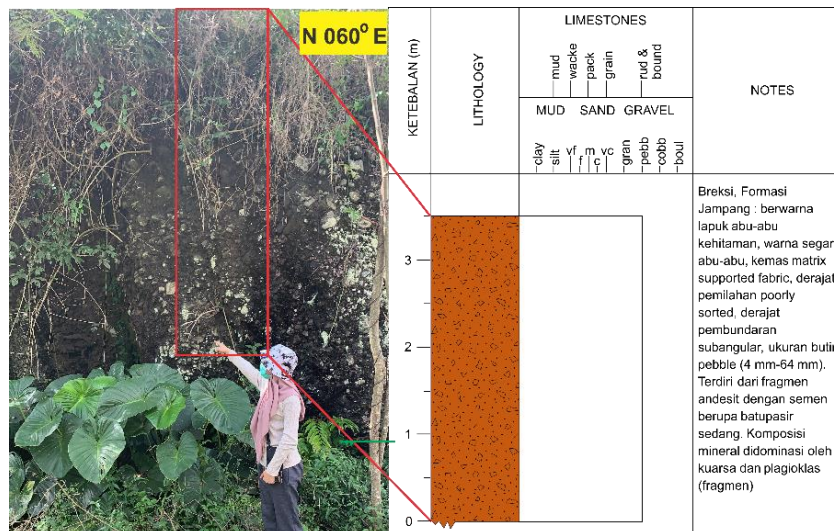 N 060° E
KETEBALAN (m)
LITHOLOGY
LIMESTONES
mud
wacke
pack
grain
rud &
bound
MUD SAND GRAVEL
clay
silt
vf
f
m
c
vc
gran
pebb
cobb
boul
NOTES
3
2
1
0
Breksi, Formasi
Jampang : berwarna
lapuk abu-abu
kehitaman, warna segar
abu-abu, kemas matrix
supported fabric, derajat
pemilahan poorly
sorted, derajat
pembundaran
subangular, ukuran butir
pebble (4 mm-64 mm).
Terdiri dari fragmen
andesit dengan semen
berupa batupasir
sedang. Komposisi
mineral didominasi oleh
kuarsa dan plagioklas
(fragmen)